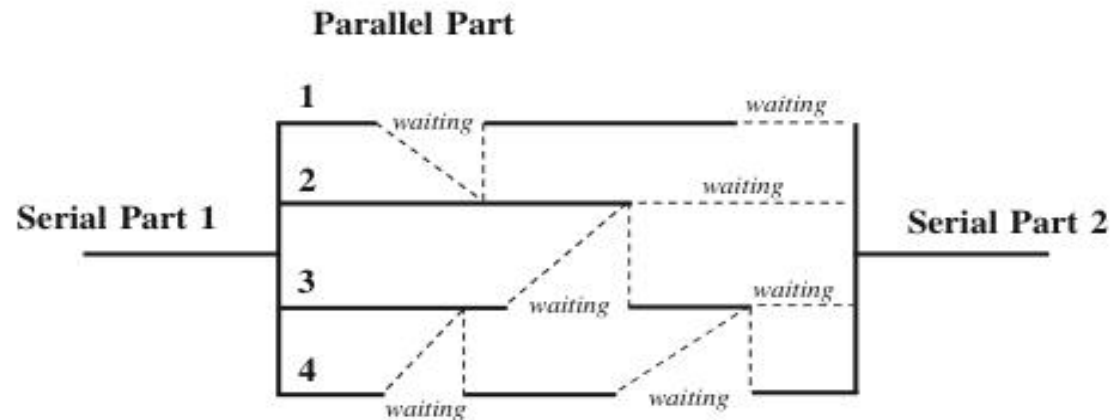 Parallel Part
1
waiting
waiting
2
waiting
Serial Part 1
Serial Part 2
3
waiting
waiting
4
waiting
waiting